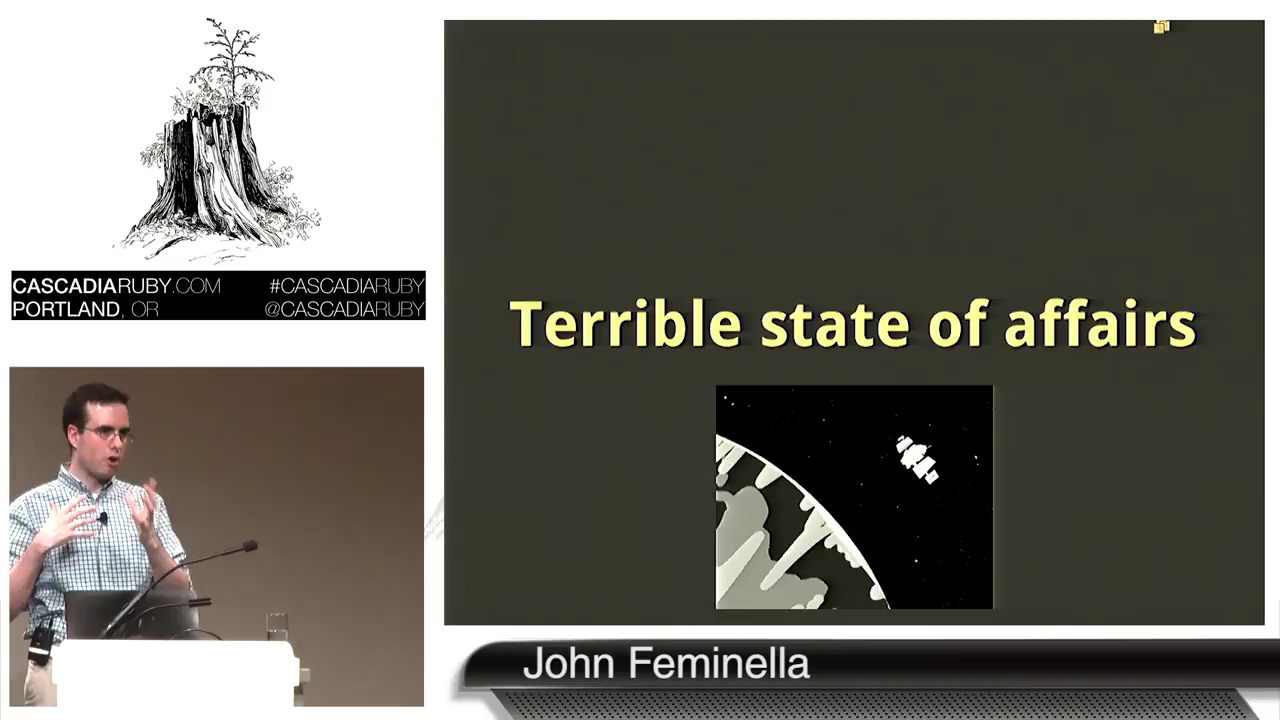 CASCADIARUBY.COM #CASCADIARUBY
PORTLAND, OR @CASCADIARUBY
Terrible state of affairs
John Feminella